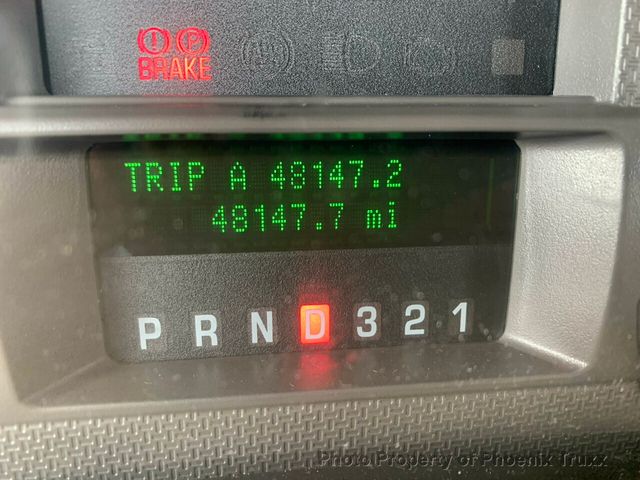 BRAKE
TRIP A 48147.2
48147.7 mi
P R N D 3 2 1
Photo Property of Phoenix Truxx